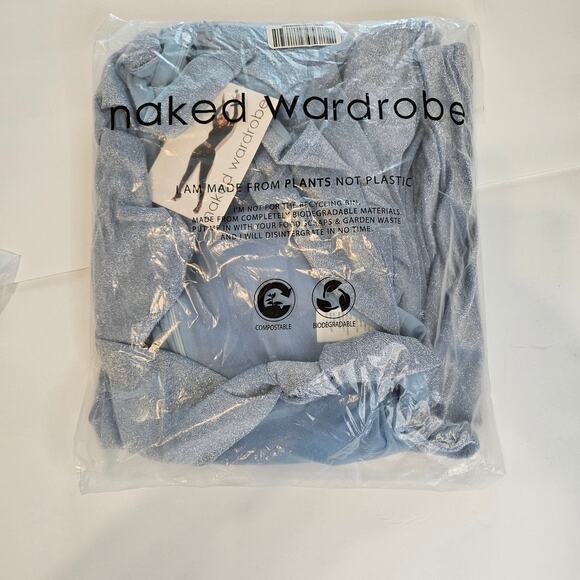 naked wardrobe
naked wardrobe
I AM MADE FROM PLANTS NOT PLASTIC
I'M NOT FOR THE RECYCLING BIN.
MADE FROM COMPLETELY BIODEGRADABLE MATERIALS
PUT ME IN WITH YOUR FOOD SCRAPS & GARDEN WASTE
AND I WILL DISINTERGRATE IN NO TIME.
COMPOSTABLE
BIODEGRADABLE